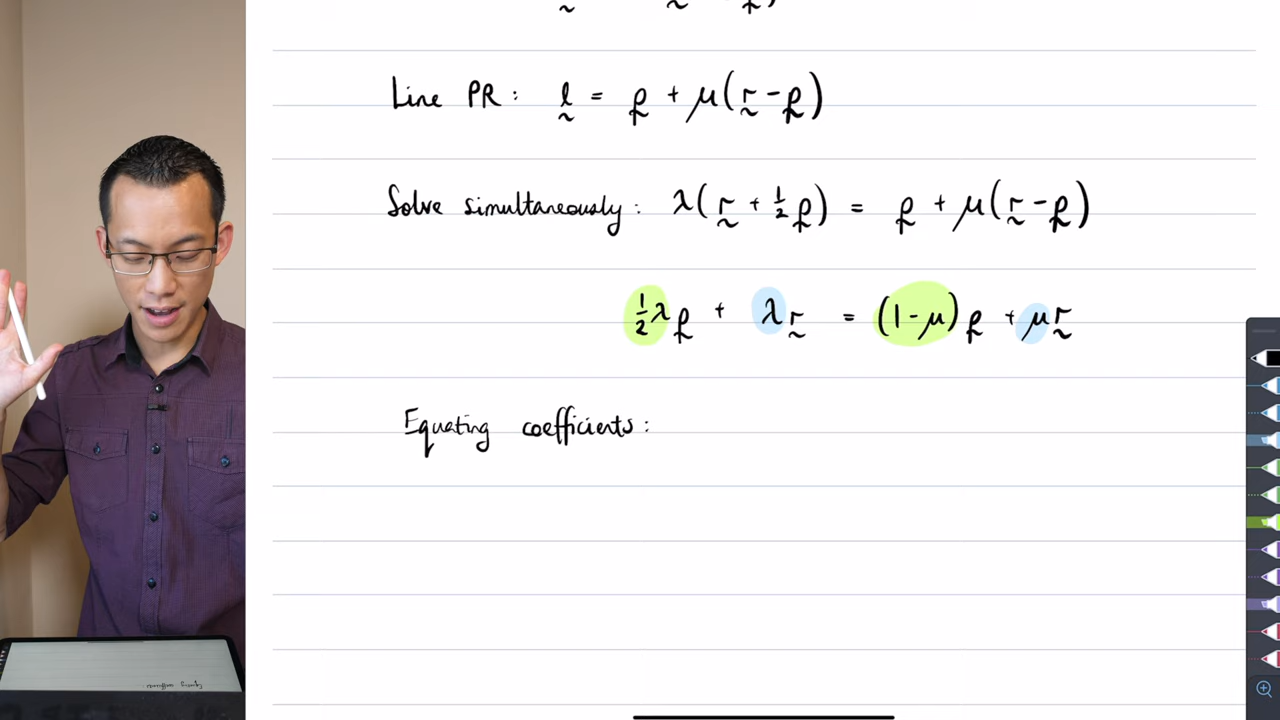 Line PR : l̰ = p̰ + μ(r̰ - p̰)
Solve simultaneously : λ(r̰ + ½p̰) = p̰ + μ(r̰ - p̰)
½λp̰ + λr̰ = (1-μ)p̰ + μr̰
Equating coefficients :